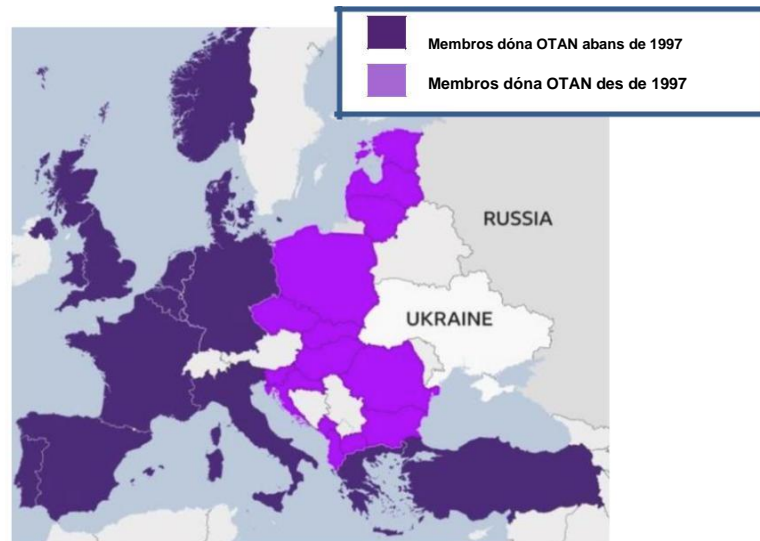 Membros dóna OTAN abans de 1997
Membros dóna OTAN des de 1997
RUSSIA
UKRAINE